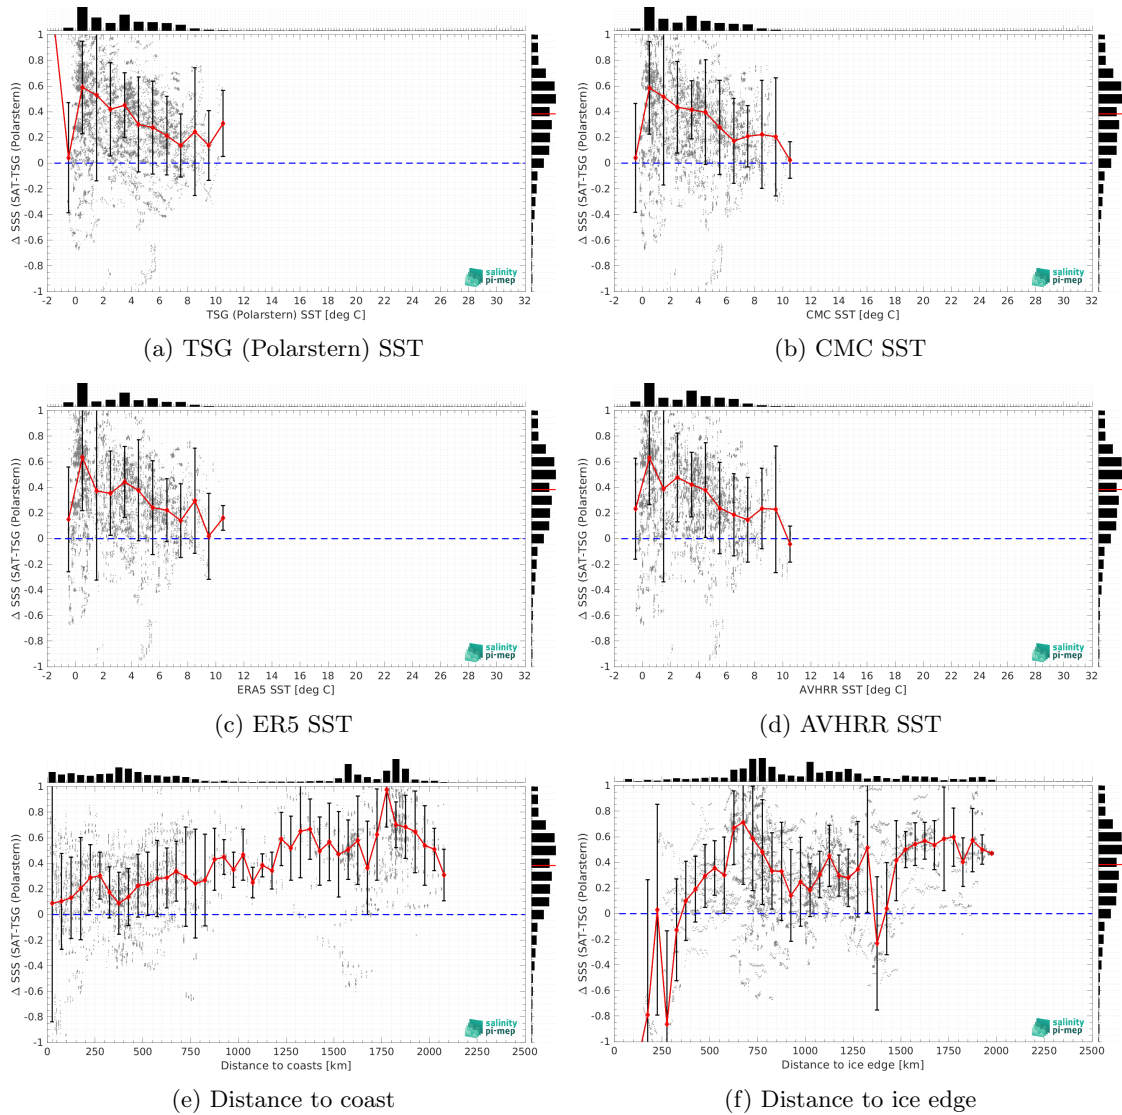 1
0.8
0.6
0.4
0.2
0
-0.2
-0.4
-0.6
-0.8
-1
Δ SSS (SAT-TSG (Polarstern))
salinity
pi-mep
-2 0 2 4 6 8 10 12 14 16 18 20 22 24 26 28 30 32
TSG (Polarstern) SST [deg C]
(a) TSG (Polarstern) SST
1
0.8
0.6
0.4
0.2
0
-0.2
-0.4
-0.6
-0.8
-1
Δ SSS (SAT-TSG (Polarstern))
salinity
pi-mep
-2 0 2 4 6 8 10 12 14 16 18 20 22 24 26 28 30 32
CMC SST [deg C]
(b) CMC SST
1
0.8
0.6
0.4
0.2
0
-0.2
-0.4
-0.6
-0.8
-1
Δ SSS (SAT-TSG (Polarstern))
salinity
pi-mep
-2 0 2 4 6 8 10 12 14 16 18 20 22 24 26 28 30 32
ERA5 SST [deg C]
(c) ER5 SST
1
0.8
0.6
0.4
0.2
0
-0.2
-0.4
-0.6
-0.8
-1
Δ SSS (SAT-TSG (Polarstern))
salinity
pi-mep
-2 0 2 4 6 8 10 12 14 16 18 20 22 24 26 28 30 32
AVHRR SST [deg C]
(d) AVHRR SST
1
0.8
0.6
0.4
0.2
0
-0.2
-0.4
-0.6
-0.8
-1
Δ SSS (SAT-TSG (Polarstern))
salinity
pi-mep
0 250 500 750 1000 1250 1500 1750 2000 2250 2500
Distance to coasts [km]
(e) Distance to coast
1
0.8
0.6
0.4
0.2
0
-0.2
-0.4
-0.6
-0.8
-1
Δ SSS (SAT-TSG (Polarstern))
salinity
pi-mep
0 250 500 750 1000 1250 1500 1750 2000 2250 2500
Distance to ice edge [km]
(f) Distance to ice edge